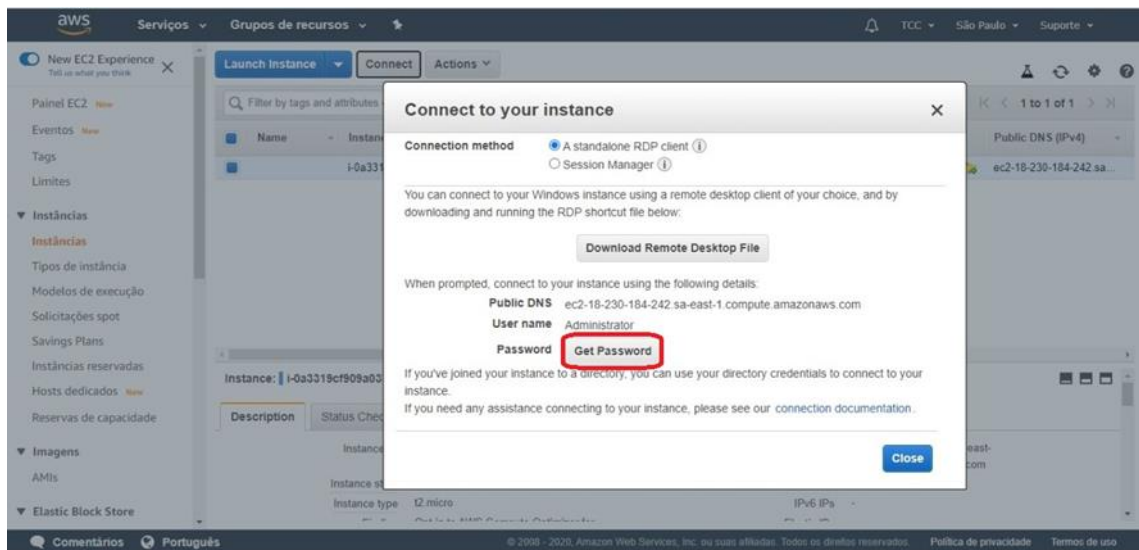 aws Serviços Grupos de recursos TCC São Paulo Suporte
New EC2 Experience
Tell us what you think
Launch Instance Connect Actions
Painel EC2 New
Filter by tags and attributes
1 to 1 of 1
Eventos New
Name Instan
Public DNS (IPv4)
Tags
i-0a331
ec2-18-230-184-242.sa...
Limites
Instâncias
Instâncias
Tipos de instância
Modelos de execução
Solicitações spot
Savings Plans
Instâncias reservadas
Hosts dedicados New
Reservas de capacidade
Imagens
AMIs
Elastic Block Store
Connect to your instance
Connection method A standalone RDP client
Session Manager
You can connect to your Windows instance using a remote desktop client of your choice, and by
downloading and running the RDP shortcut file below:
Download Remote Desktop File
When prompted, connect to your instance using the following details:
Public DNS ec2-18-230-184-242.sa-east-1.compute.amazonaws.com
User name Administrator
Password Get Password
If you've joined your instance to a directory, you can use your directory credentials to connect to your
instance.
If you need any assistance connecting to your instance, please see our connection documentation.
Close
Instance: i-0a3319cf909a03
Description Status Chec
Instance
east-
com
Instance st
Instance type t2.micro IPv6 IPs -
Comentários Português © 2008 - 2020, Amazon Web Services, Inc. ou suas afiliadas. Todos os direitos reservados. Política de privacidade Termos de uso